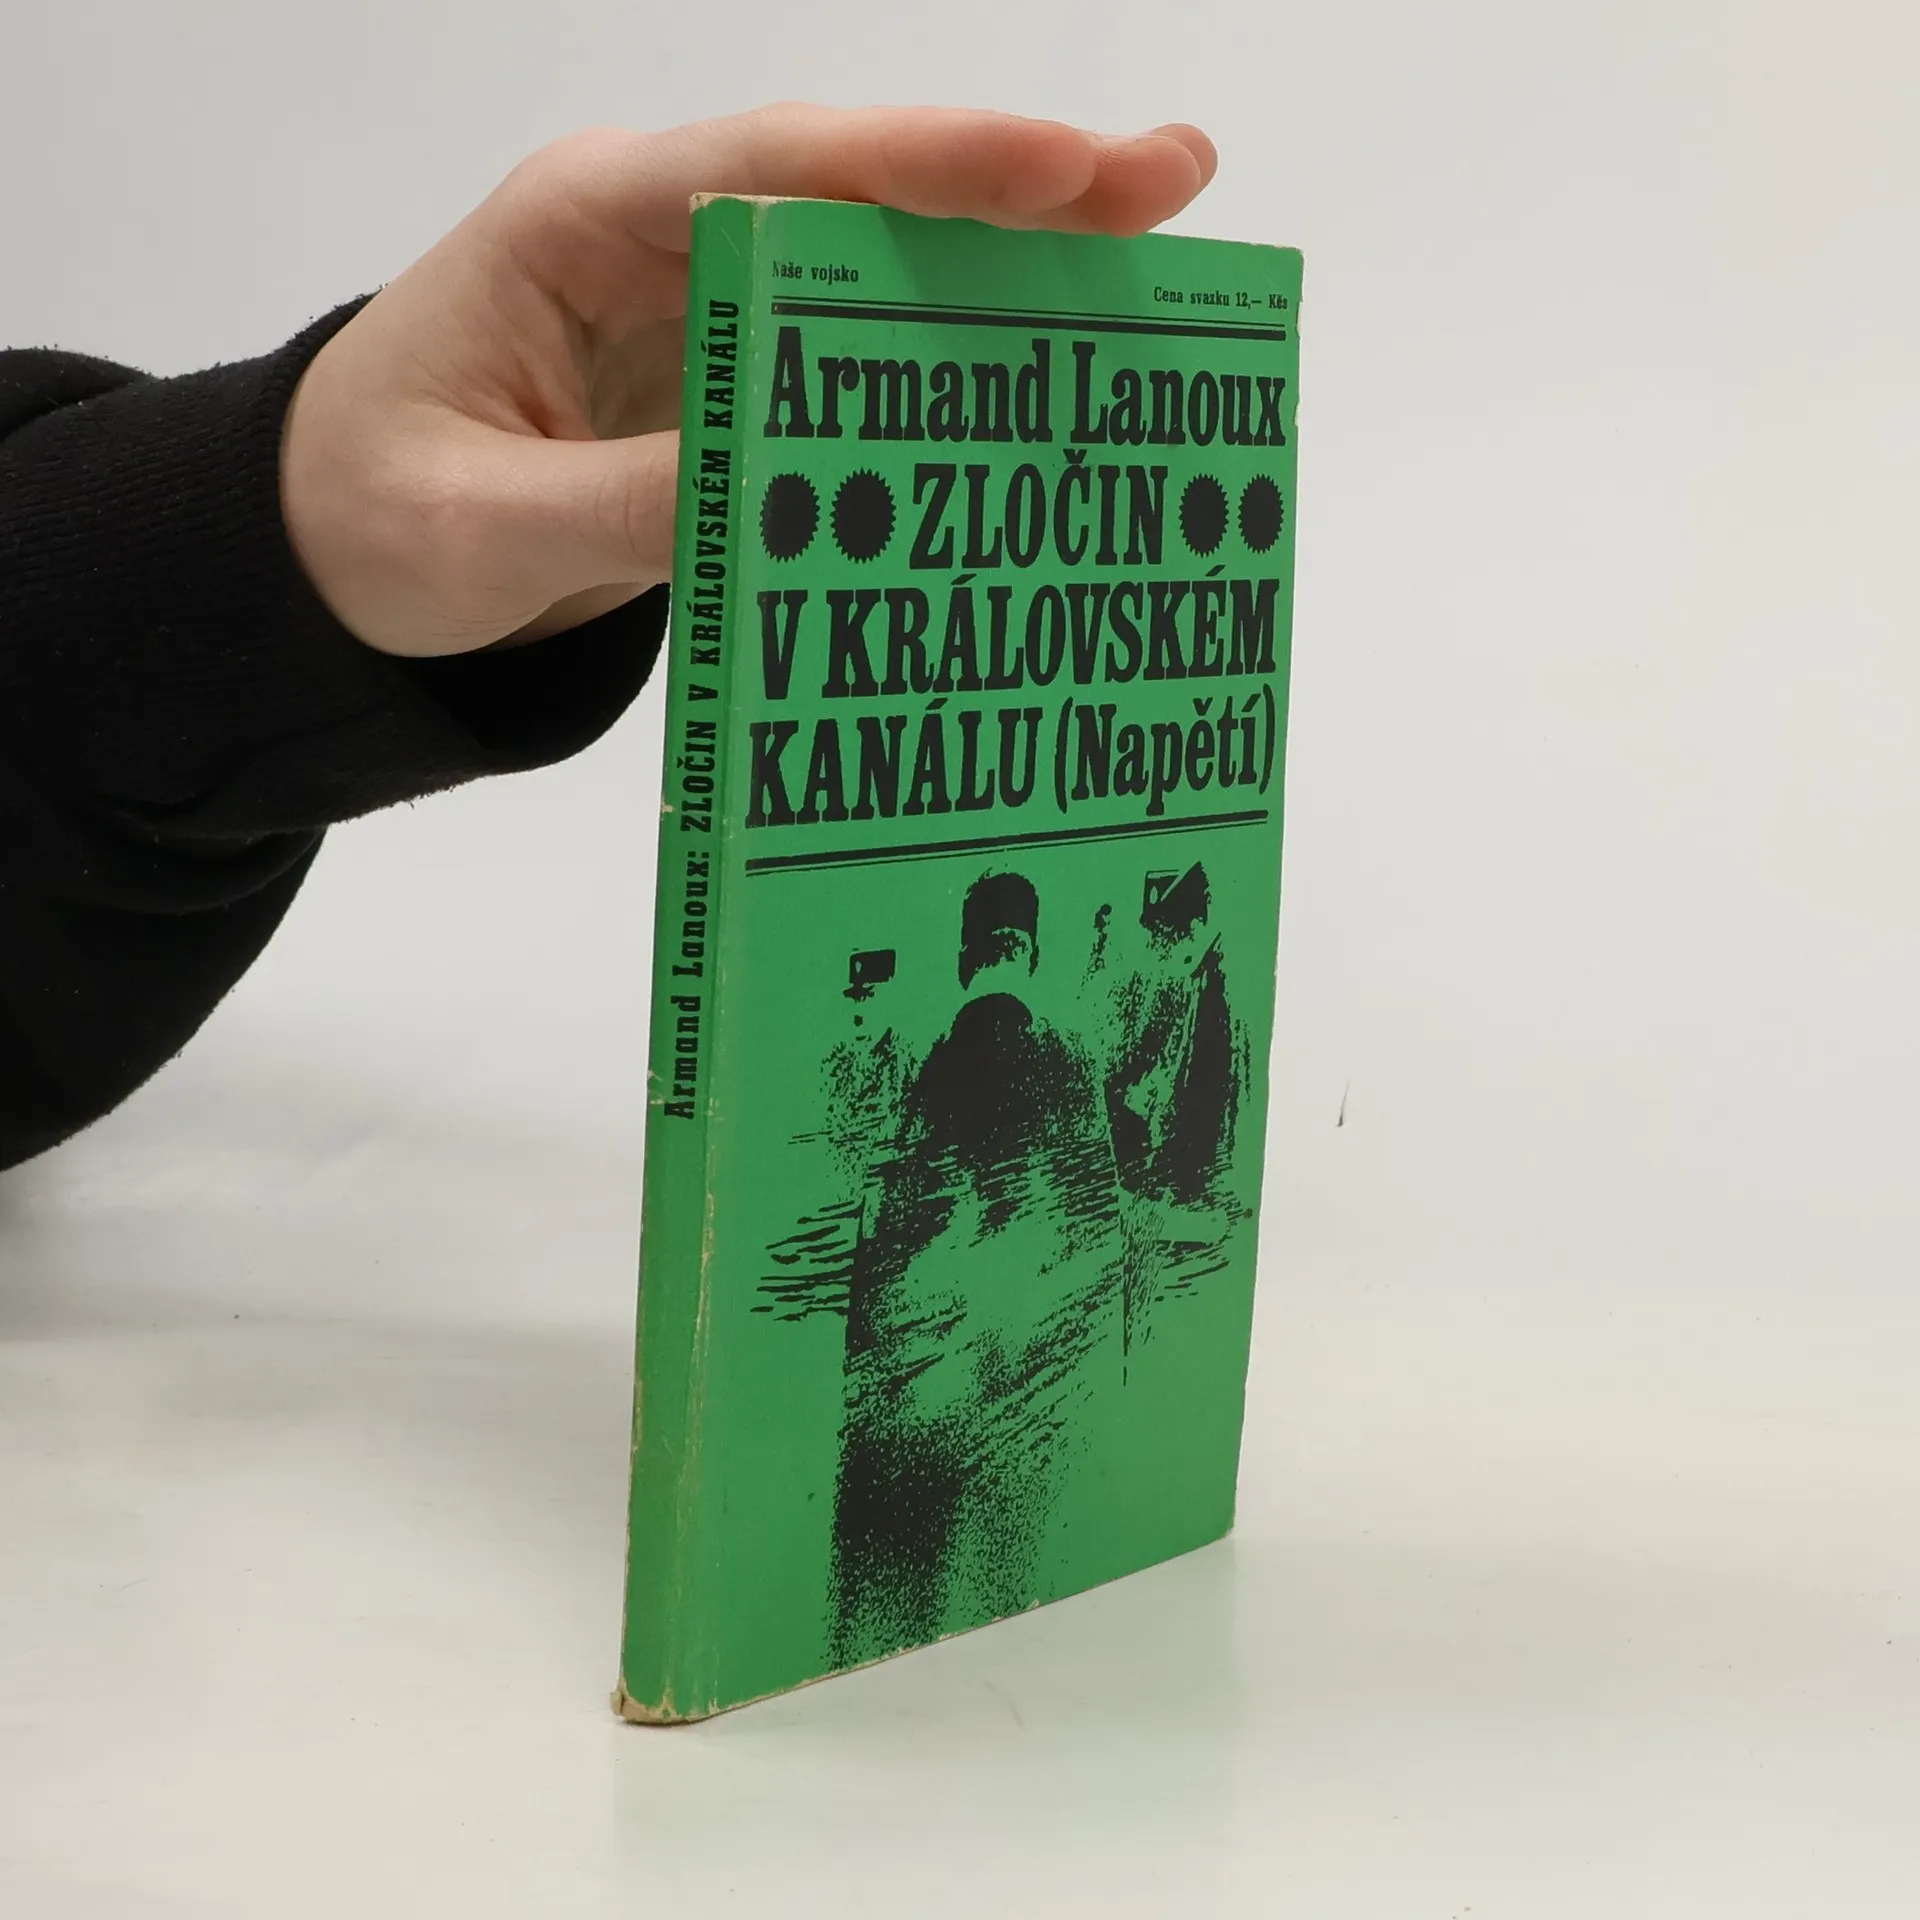 Naše vojsko
Cena svazku 12,— Kčs
Armand Lanoux
ZLOČIN
V KRÁLOVSKÉM
KANÁLU (Napětí)
Armand Lanoux: ZLOČIN V KRÁLOVSKÉM KANÁLU